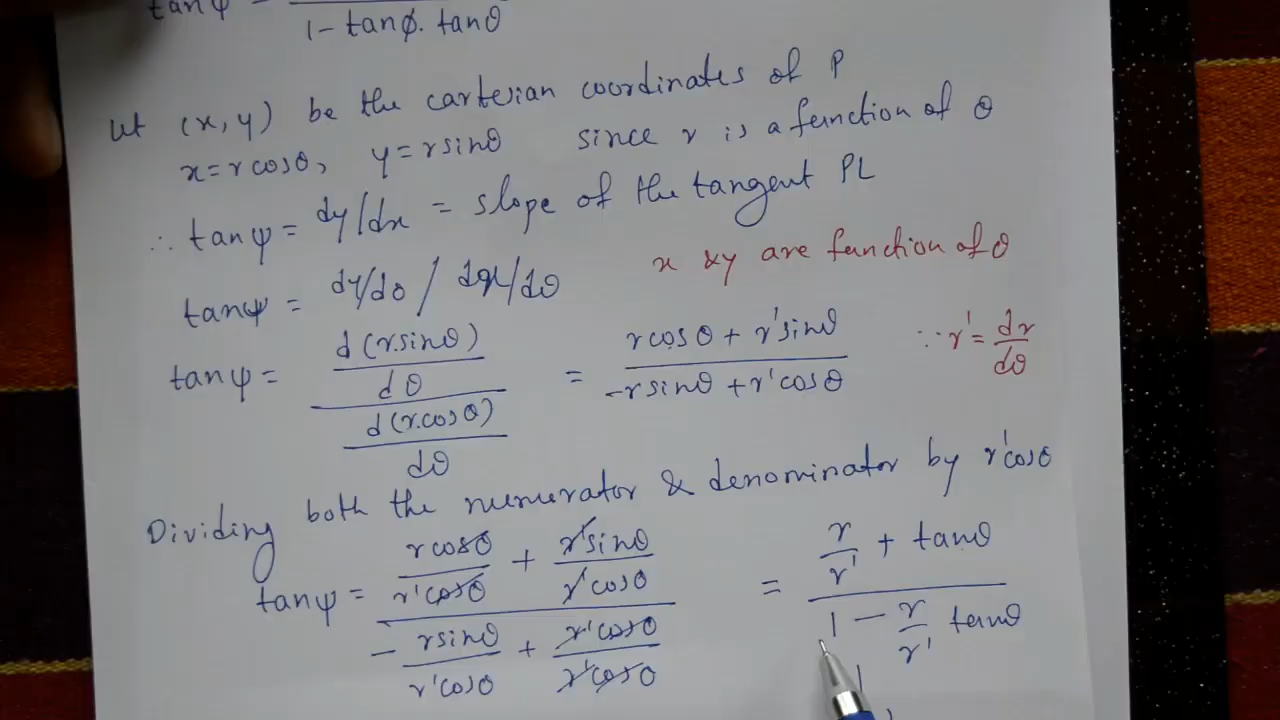 tanψ =
1 - tanϕ. tanθ
Let (x, y) be the cartesian coordinates of P
x = r cosθ, y = r sinθ since r is a function of θ
∴ tanψ = dy/dx = slope of the tangent PL
tanψ = dy/dθ / dx/dθ x & y are function of θ
tanψ = d(r.sinθ)/dθ / d(r.cosθ)/dθ = r cosθ + r' sinθ / -r sinθ + r' cosθ ∵ r' = dr/dθ
Dividing both the numerator & denominator by r'cosθ
tanψ = r cosθ/r'cosθ + r'sinθ/r'cosθ / - r sinθ/r'cosθ + r'cosθ/r'cosθ = r/r' + tanθ / 1 - r/r' tanθ